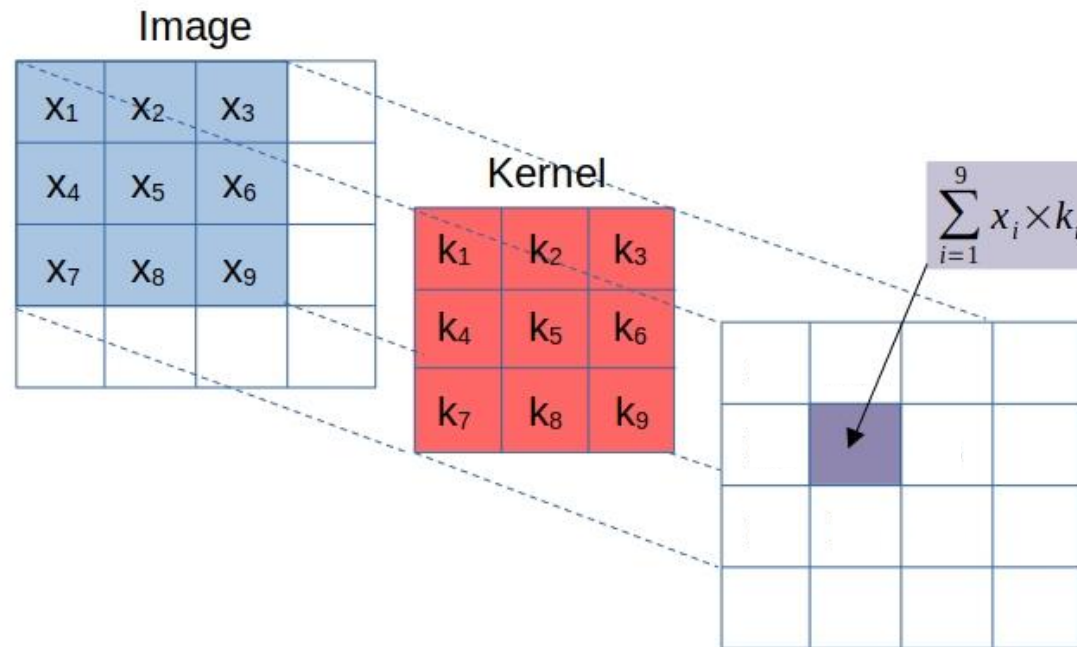 Image
x₁ x₂ x₃
x₄ x₅ x₆
x₇ x₈ x₉
Kernel
k₁ k₂ k₃
k₄ k₅ k₆
k₇ k₈ k₉
9
∑ xᵢ × kᵢ
i=1